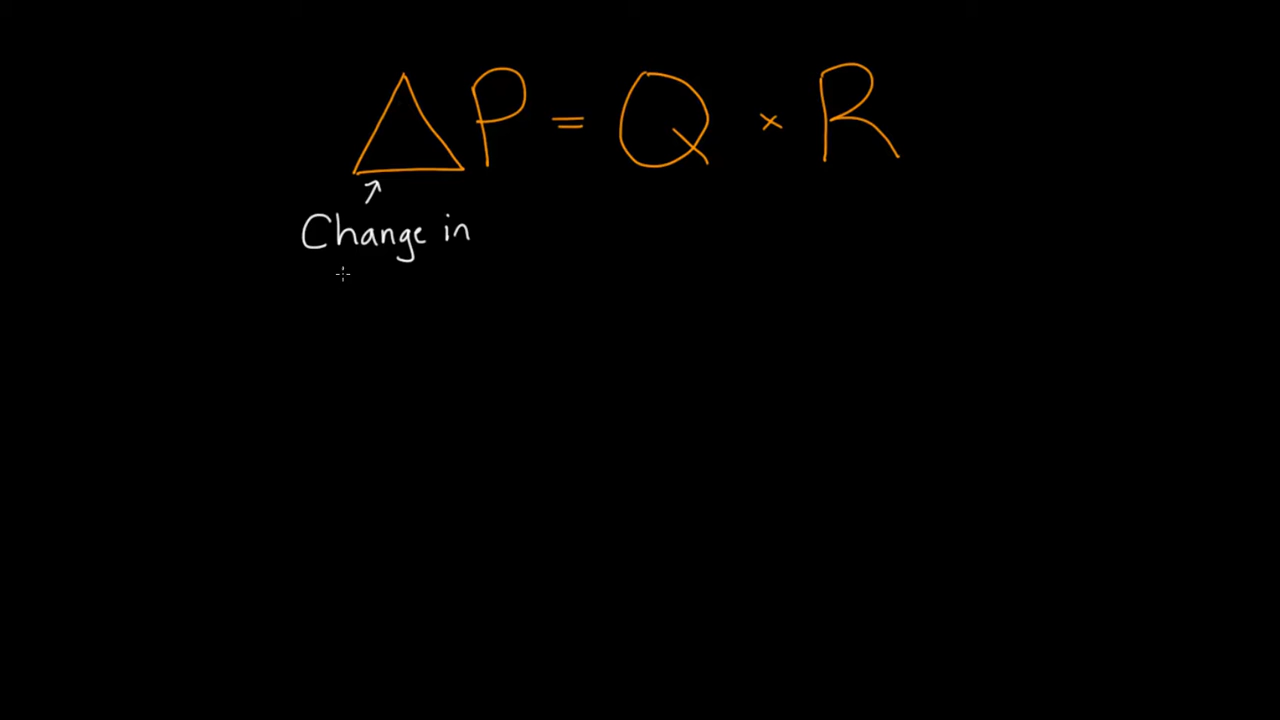 ΔP = Q × R
Change in